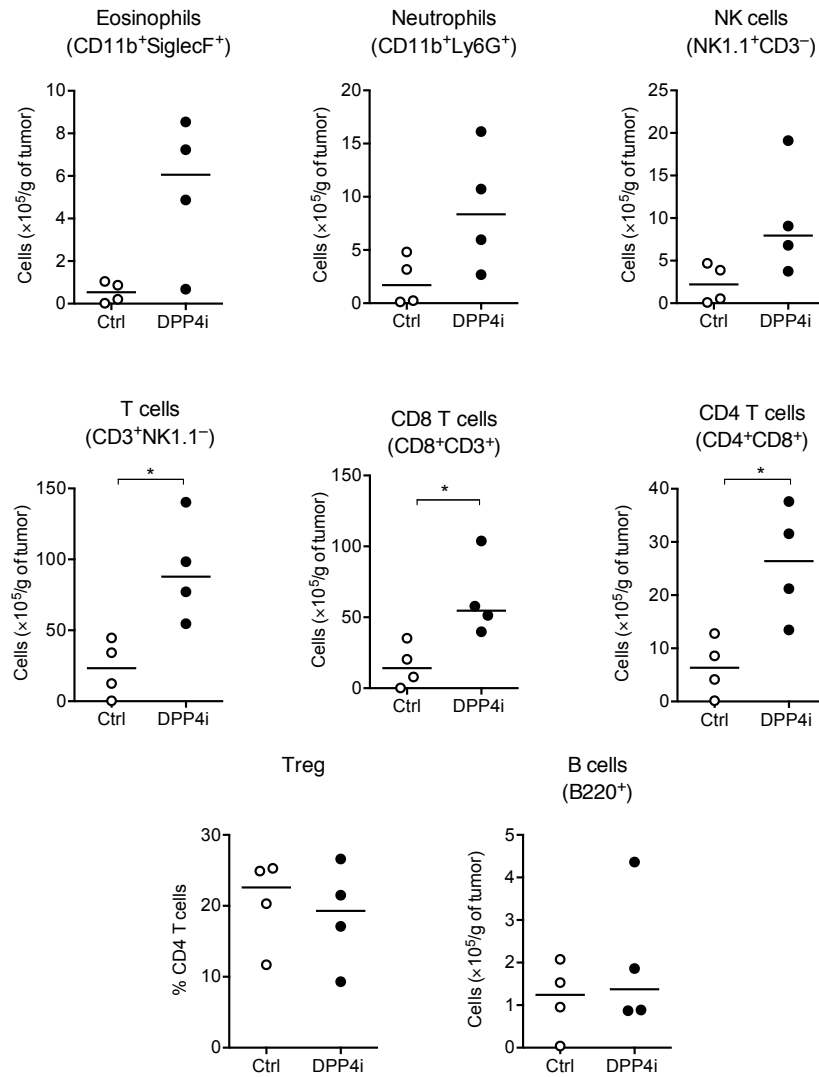 Eosinophils
(CD11b⁺SiglecF⁺)
Cells (×10⁵/g of tumor)
10
8
6
4
2
0
Ctrl DPP4i
Neutrophils
(CD11b⁺Ly6G⁺)
Cells (×10⁵/g of tumor)
20
15
10
5
0
Ctrl DPP4i
NK cells
(NK1.1⁺CD3⁻)
Cells (×10⁵/g of tumor)
25
20
15
10
5
0
Ctrl DPP4i
T cells
(CD3⁺NK1.1⁻)
*
Cells (×10⁵/g of tumor)
150
100
50
0
Ctrl DPP4i
CD8 T cells
(CD8⁺CD3⁺)
*
Cells (×10⁵/g of tumor)
150
100
50
0
Ctrl DPP4i
CD4 T cells
(CD4⁺CD8⁺)
*
Cells (×10⁵/g of tumor)
40
30
20
10
0
Ctrl DPP4i
Treg
% CD4 T cells
30
20
10
0
Ctrl DPP4i
B cells
(B220⁺)
Cells (×10⁵/g of tumor)
5
4
3
2
1
0
Ctrl DPP4i